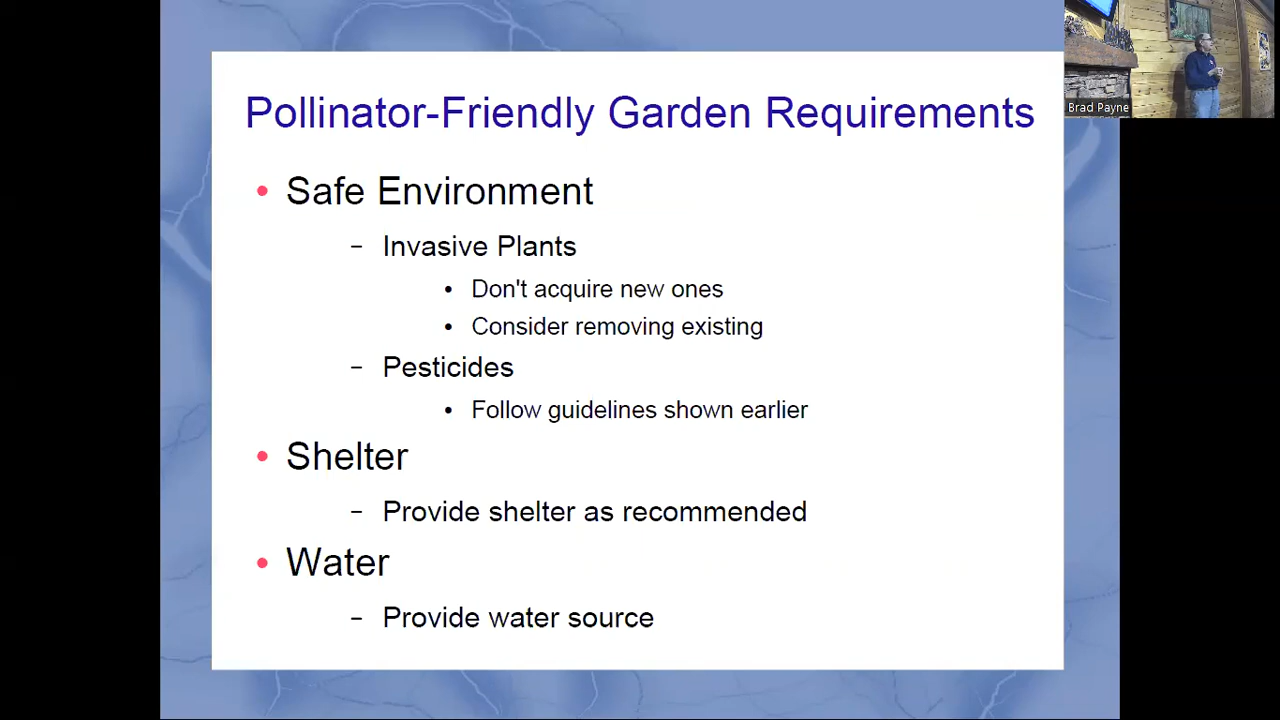 Pollinator-Friendly Garden Requirements
• Safe Environment
– Invasive Plants
• Don't acquire new ones
• Consider removing existing
– Pesticides
• Follow guidelines shown earlier
• Shelter
– Provide shelter as recommended
• Water
– Provide water source
Brad Payne